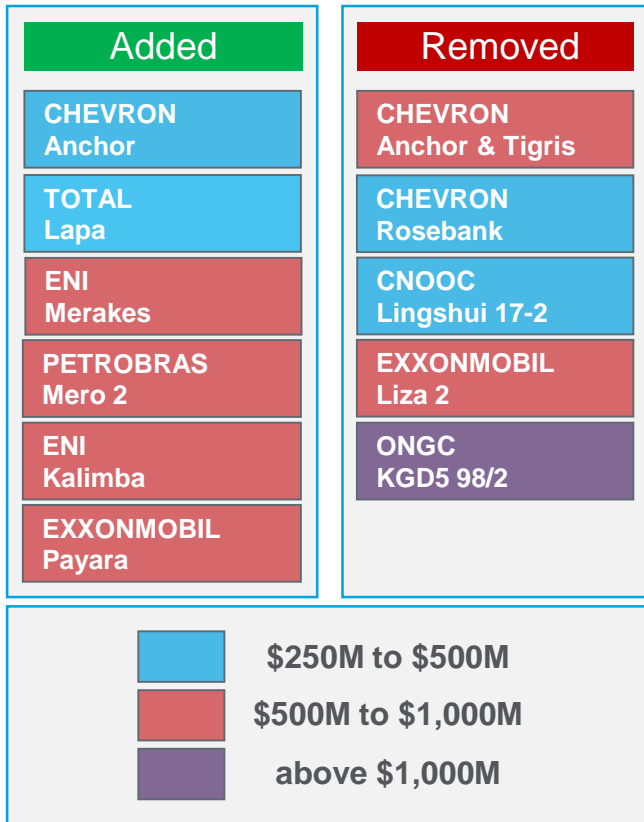 Added
CHEVRON
Anchor
TOTAL
Lapa
ENI
Merakes
PETROBRAS
Mero 2
ENI
Kalimba
EXXONMOBIL
Payara
Removed
CHEVRON
Anchor & Tigris
CHEVRON
Rosebank
CNOOC
Lingshui 17-2
EXXONMOBIL
Liza 2
ONGC
KGD5 98/2
$250M to $500M
$500M to $1,000M
above $1,000M